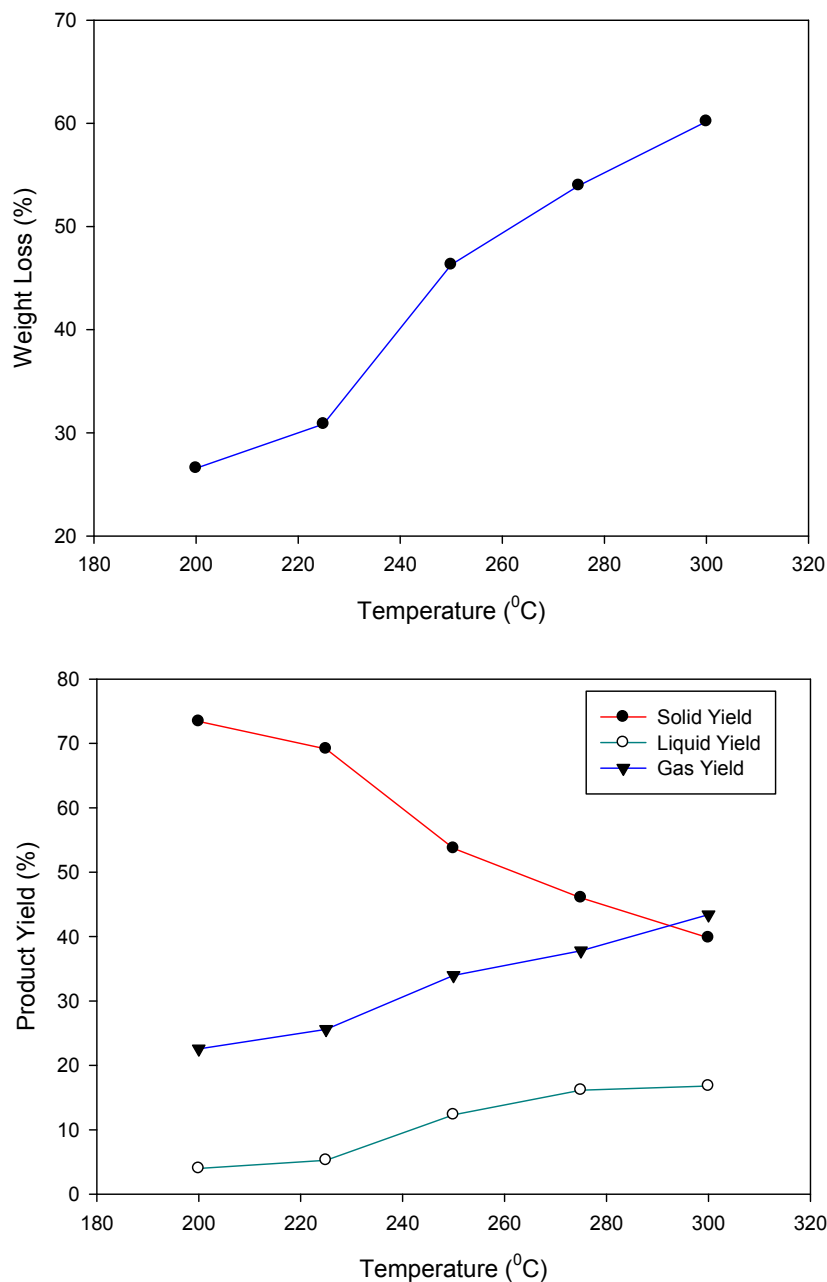 70
60
50
40
30
20
Weight Loss (%)
180 200 220 240 260 280 300 320
Temperature (⁰C)
80
70
60
50
40
30
20
10
0
Product Yield (%)
Solid Yield
Liquid Yield
Gas Yield
180 200 220 240 260 280 300 320
Temperature (⁰C)